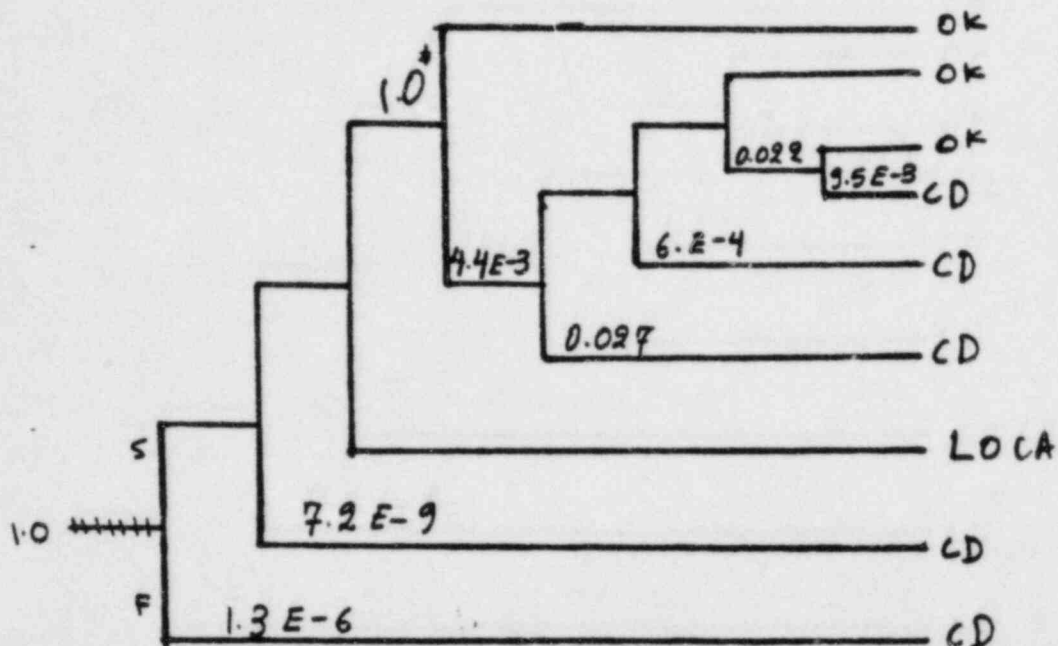 OK
1.0*
OK
OK
0.022
9.5E-3
CD
4.4E-3
6.2E-4
CD
0.027
CD
S
LOCA
7.2 E-9
1.0
CD
F
1.3 E-6
CD